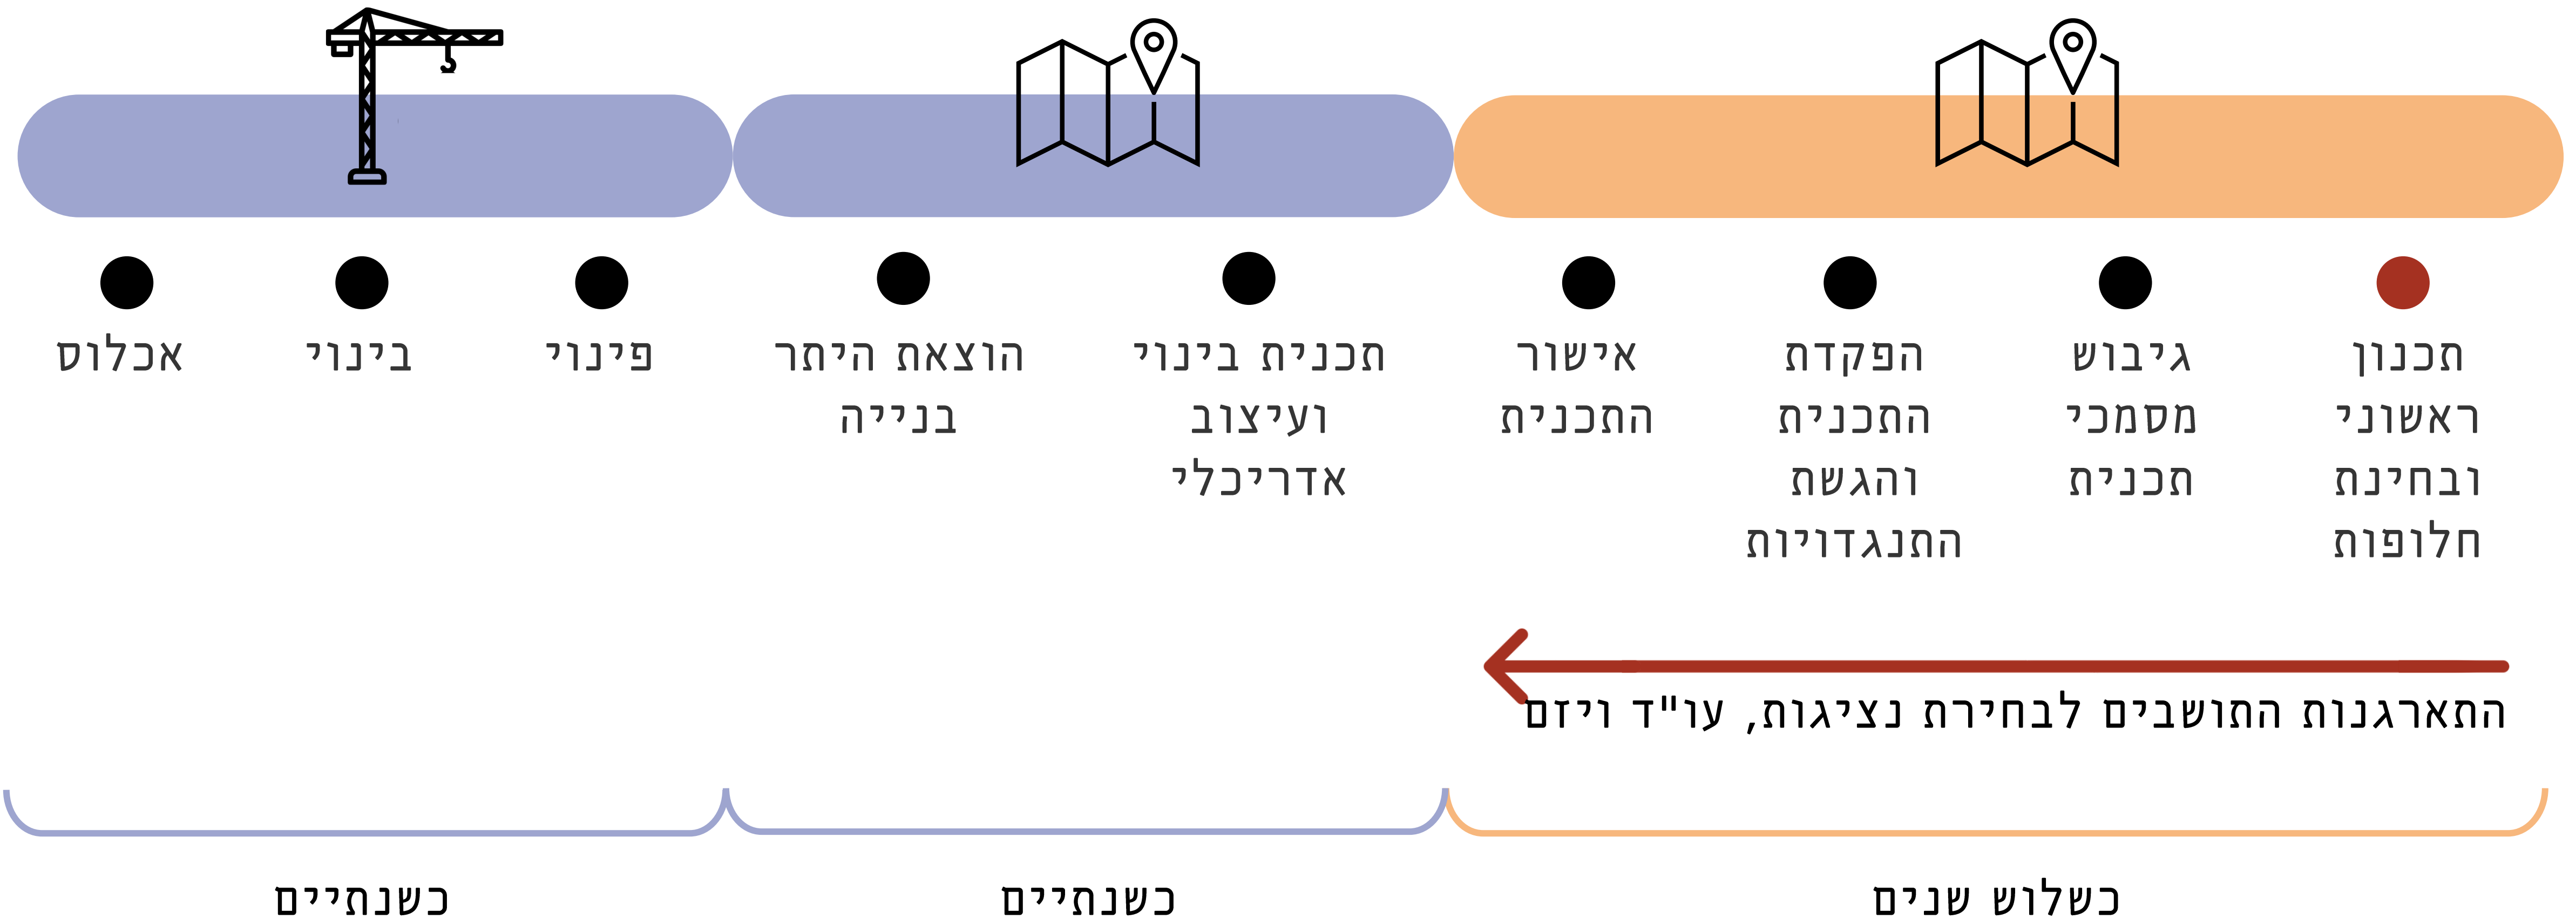 תכנון
ראשוני
ובחינת
חלופות
גיבוש
מסמכי
תכנית
הפקדת
התכנית
והגשת
התנגדויות
אישור
התכנית
תכנית בינוי
ועיצוב
אדריכלי
הוצאת היתר
בנייה
פינוי
בינוי
אכלוס
התארגנות התושבים לבחירת נציגות, עו"ד ויזם
כשלוש שנים
כשנתיים
כשנתיים